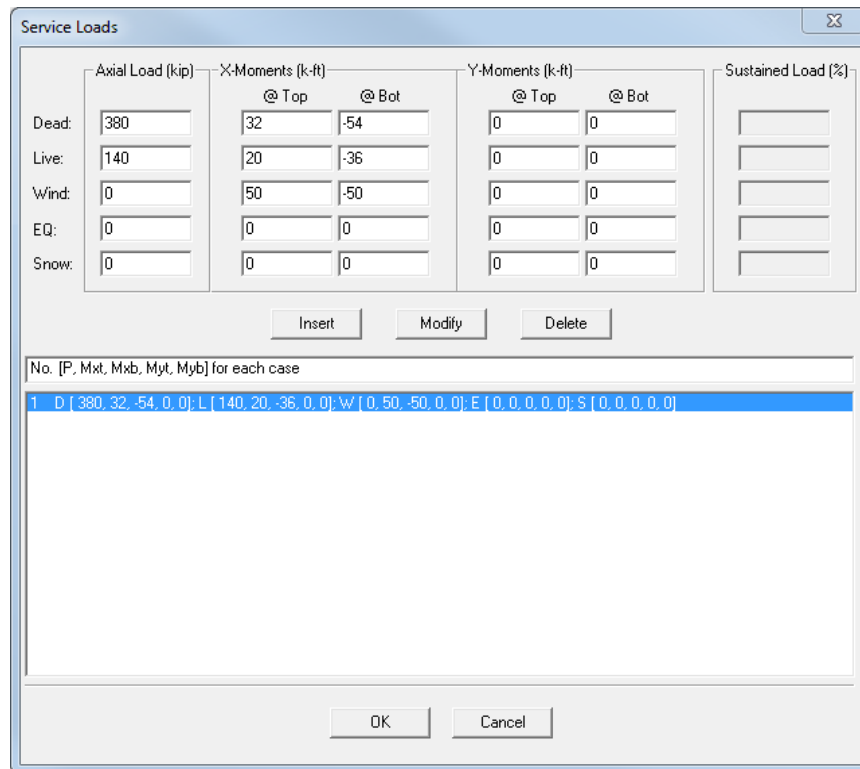 Service Loads
Axial Load (kip) X-Moments (k-ft) Y-Moments (k-ft) Sustained Load (%)
@ Top @ Bot @ Top @ Bot
Dead: 380 32 -54 0 0
Live: 140 20 -36 0 0
Wind: 0 50 -50 0 0
EQ: 0 0 0 0 0
Snow: 0 0 0 0 0
Insert Modify Delete
No. [P, Mxt, Mxb, Myt, Myb] for each case
1 D [ 380, 32, -54, 0, 0]; L [ 140, 20, -36, 0, 0]; W [ 0, 50, -50, 0, 0]; E [ 0, 0, 0, 0, 0]; S [ 0, 0, 0, 0, 0]
OK Cancel